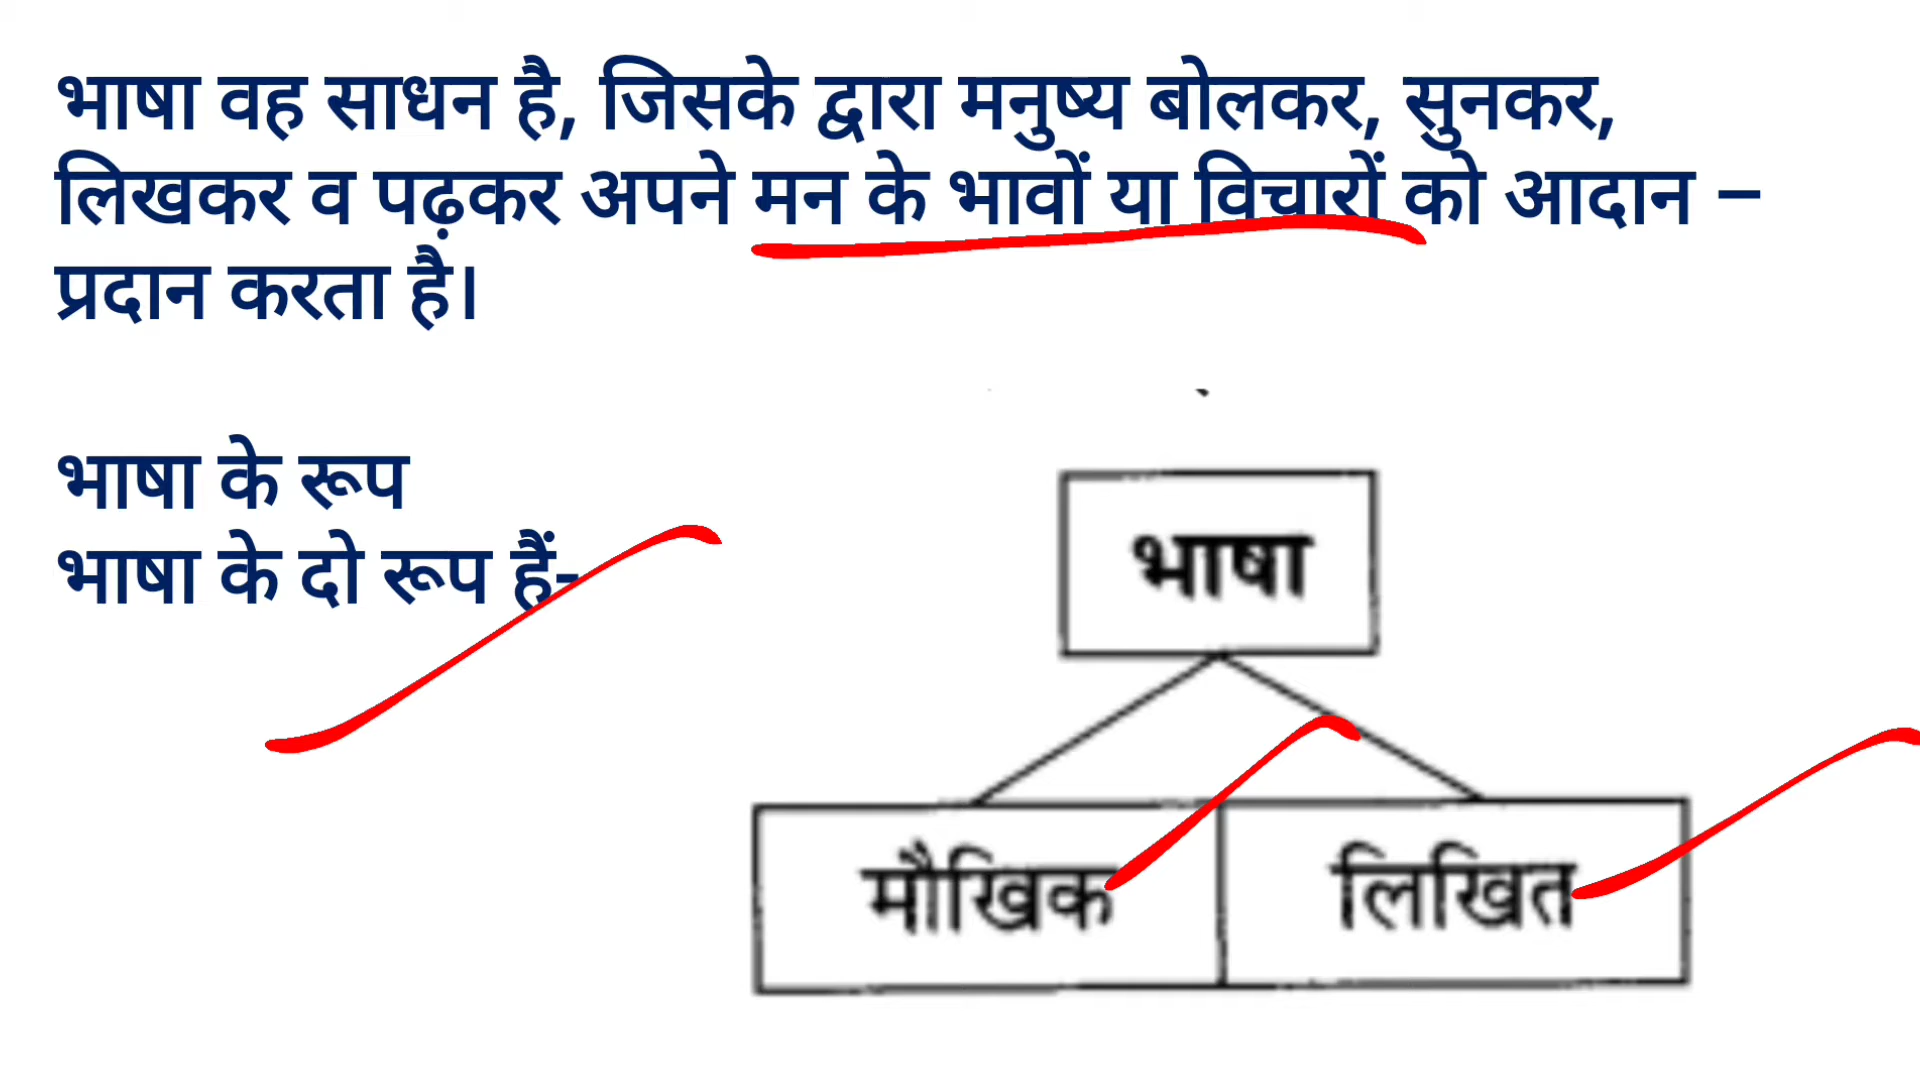 भाषा वह साधन है, जिसके द्वारा मनुष्य बोलकर, सुनकर,
लिखकर व पढ़कर अपने मन के भावों या विचारों को आदान –
प्रदान करता है।
भाषा के रूप
भाषा के दो रूप हैं-
भाषा
मौखिक
लिखित